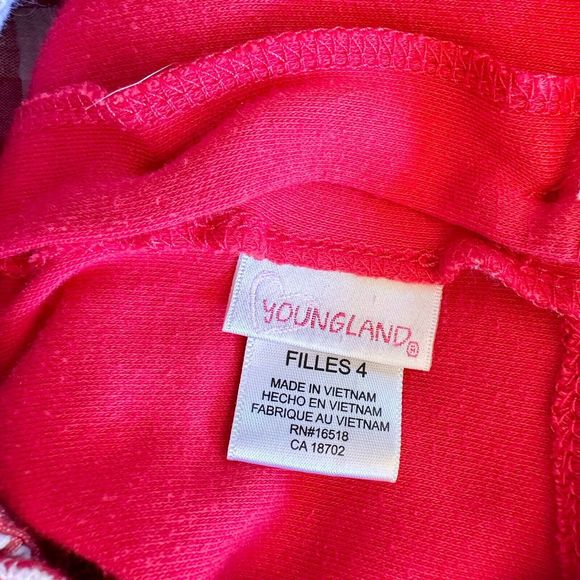 YOUNGLAND®
FILLES 4
MADE IN VIETNAM
HECHO EN VIETNAM
FABRIQUE AU VIETNAM
RN#16518
CA 18702